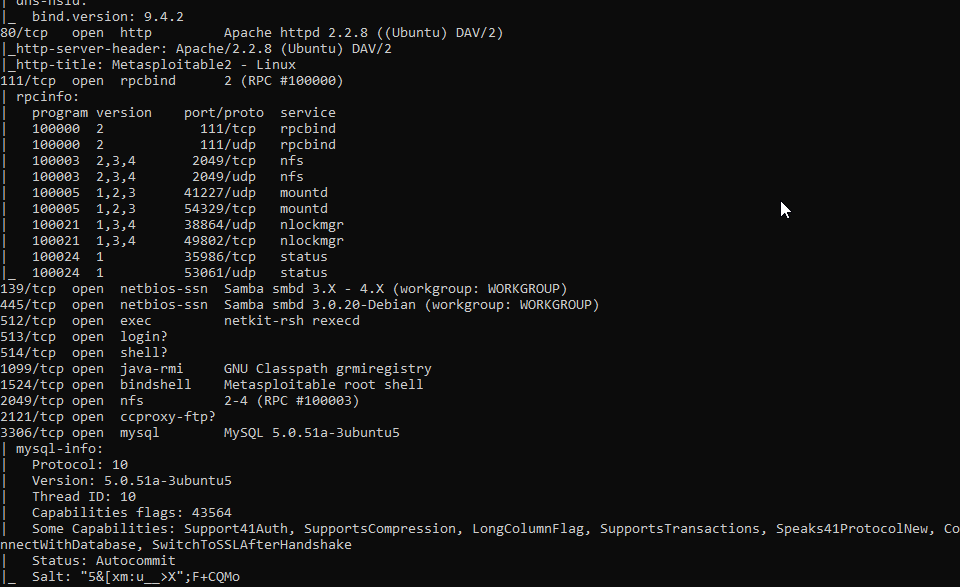 | dns-nsid:
|_  bind.version: 9.4.2
80/tcp   open  http        Apache httpd 2.2.8 ((Ubuntu) DAV/2)
|_http-server-header: Apache/2.2.8 (Ubuntu) DAV/2
|_http-title: Metasploitable2 - Linux
111/tcp  open  rpcbind     2 (RPC #100000)
| rpcinfo:
|   program version    port/proto  service
|   100000  2            111/tcp   rpcbind
|   100000  2            111/udp   rpcbind
|   100003  2,3,4       2049/tcp   nfs
|   100003  2,3,4       2049/udp   nfs
|   100005  1,2,3      41227/udp   mountd
|   100005  1,2,3      54329/tcp   mountd
|   100021  1,3,4      38864/udp   nlockmgr
|   100021  1,3,4      49802/tcp   nlockmgr
|   100024  1          35986/tcp   status
|_  100024  1          53061/udp   status
139/tcp  open  netbios-ssn Samba smbd 3.X - 4.X (workgroup: WORKGROUP)
445/tcp  open  netbios-ssn Samba smbd 3.0.20-Debian (workgroup: WORKGROUP)
512/tcp  open  exec        netkit-rsh rexecd
513/tcp  open  login?
514/tcp  open  shell?
1099/tcp open  java-rmi    GNU Classpath grmiregistry
1524/tcp open  bindshell   Metasploitable root shell
2049/tcp open  nfs         2-4 (RPC #100003)
2121/tcp open  ccproxy-ftp?
3306/tcp open  mysql       MySQL 5.0.51a-3ubuntu5
| mysql-info:
|   Protocol: 10
|   Version: 5.0.51a-3ubuntu5
|   Thread ID: 10
|   Capabilities flags: 43564
|   Some Capabilities: Support41Auth, SupportsCompression, LongColumnFlag, SupportsTransactions, Speaks41ProtocolNew, Co
nnectWithDatabase, SwitchToSSLAfterHandshake
|   Status: Autocommit
|_  Salt: "5&[xm:u__>X";F+CQMo